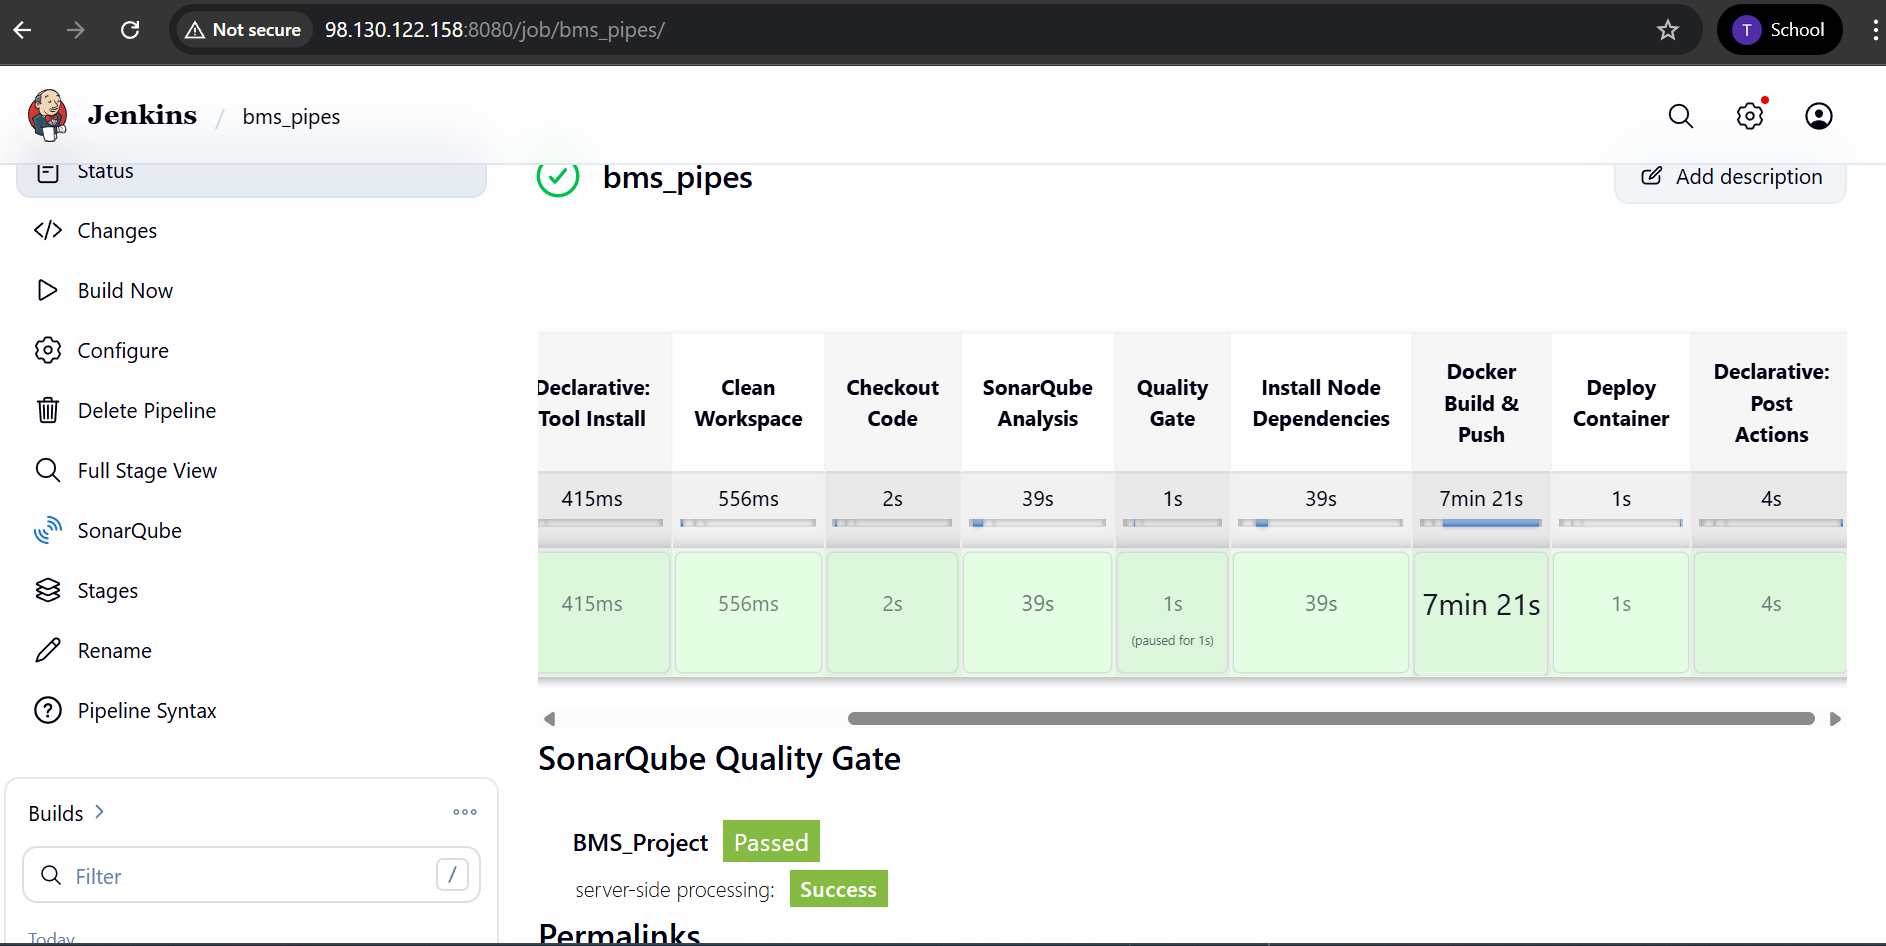 Not secure
98.130.122.158:8080/job/bms_pipes/
T
School
Jenkins / bms_pipes
Status
Changes
Build Now
Configure
Delete Pipeline
Full Stage View
SonarQube
Stages
Rename
Pipeline Syntax
Builds
Filter
/
Today
bms_pipes
Add description
Declarative: Tool Install
Clean Workspace
Checkout Code
SonarQube Analysis
Quality Gate
Install Node Dependencies
Docker Build & Push
Deploy Container
Declarative: Post Actions
415ms 556ms 2s 39s 1s 39s 7min 21s 1s 4s
415ms 556ms 2s 39s 1s 39s 7min 21s 1s 4s
(paused for 1s)
SonarQube Quality Gate
BMS_Project Passed
server-side processing: Success
Permalinks